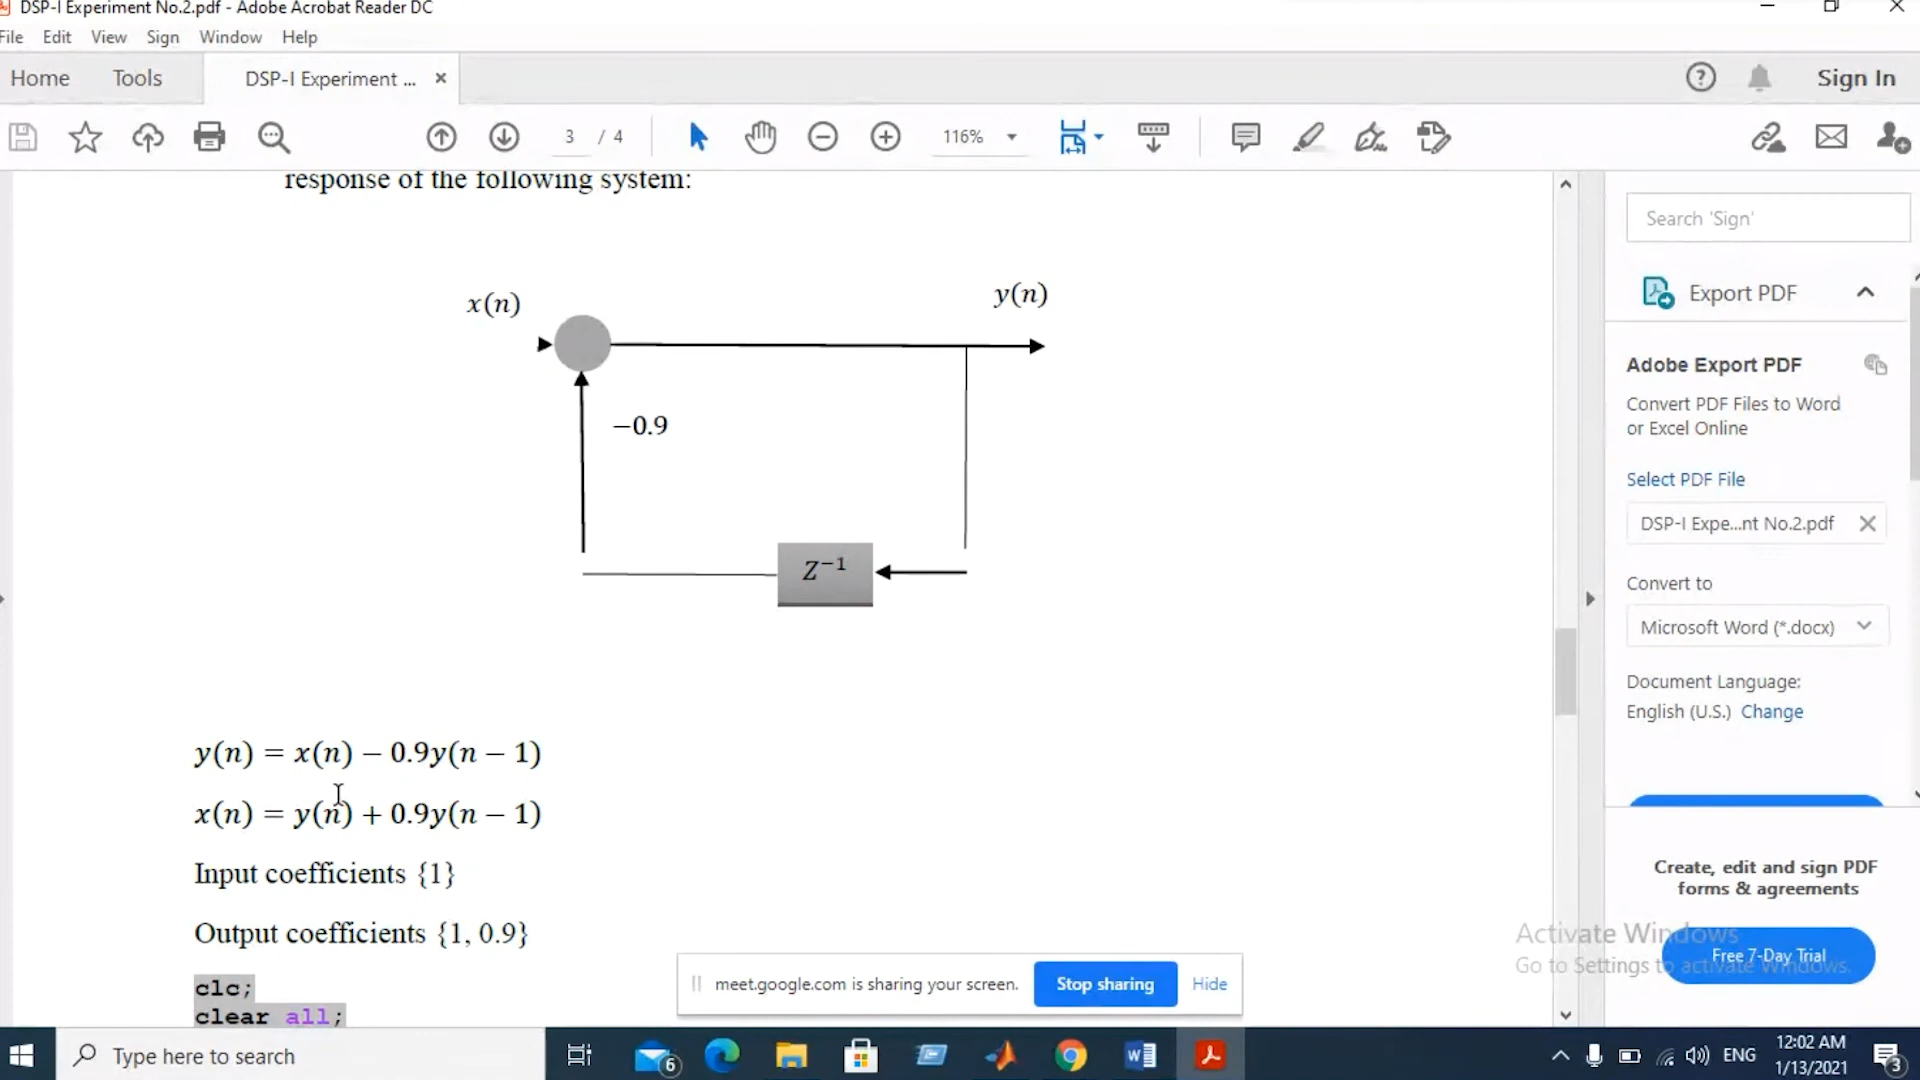 DSP-I Experiment No.2.pdf - Adobe Acrobat Reader DC
File Edit View Sign Window Help
Home Tools DSP-I Experiment ... Sign In
3 / 4 116%
response of the following system:
x(n)
y(n)
−0.9
Z⁻¹
y(n) = x(n) − 0.9y(n − 1)
x(n) = y(n) + 0.9y(n − 1)
Input coefficients {1}
Output coefficients {1, 0.9}
clc;
clear all;
Search 'Sign'
Export PDF
Adobe Export PDF
Convert PDF Files to Word
or Excel Online
Select PDF File
DSP-I Expe...nt No.2.pdf
Convert to
Microsoft Word (*.docx)
Document Language:
English (U.S.) Change
Create, edit and sign PDF
forms & agreements
Free 7-Day Trial
Activate Windows
Go to Settings to activate Windows.
meet.google.com is sharing your screen. Stop sharing Hide
Type here to search
6
ENG
12:02 AM
1/13/2021
3